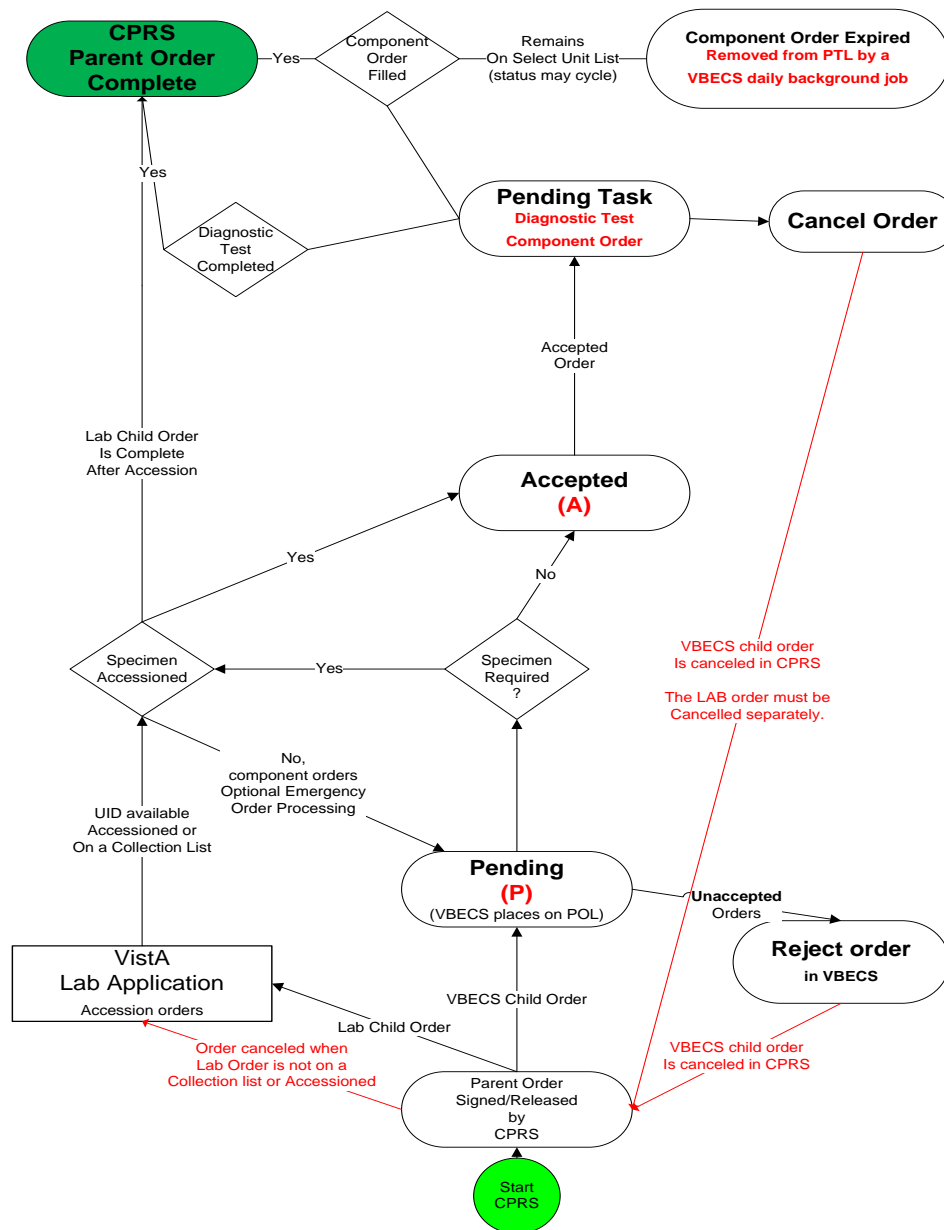 CPRS
Parent Order
Complete
Yes
Component
Order
Filled
Remains
On Select Unit List
(status may cycle)
Component Order Expired
Removed from PTL by a
VBECS daily background job
Yes
Diagnostic
Test
Completed
Pending Task
Diagnostic Test
Component Order
Cancel Order
Accepted
Order
Lab Child Order
Is Complete
After Accession
Accepted
(A)
Yes
No
Specimen
Accessioned
Yes
Specimen
Required
?
VBECS child order
Is canceled in CPRS
The LAB order must be
Cancelled separately.
No,
component orders
Optional Emergency
Order Processing
UID available
Accessioned or
On a Collection List
Pending
(P)
(VBECS places on POL)
Unaccepted
Orders
Reject order
in VBECS
VistA
Lab Application
Accession orders
VBECS Child Order
Lab Child Order
Order canceled when
Lab Order is not on a
Collection list or Accessioned
VBECS child order
Is canceled in CPRS
Parent Order
Signed/Released
by
CPRS
Start
CPRS